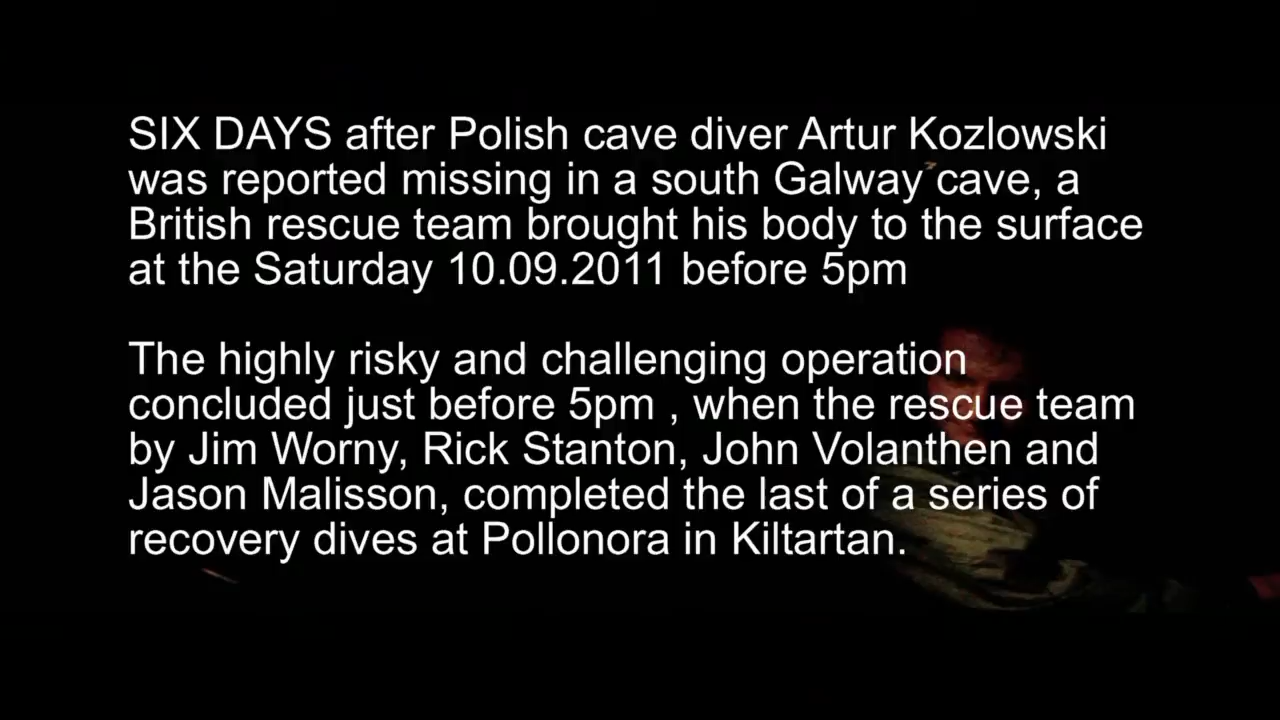 SIX DAYS after Polish cave diver Artur Kozlowski
was reported missing in a south Galway cave, a
British rescue team brought his body to the surface
at the Saturday 10.09.2011 before 5pm
The highly risky and challenging operation
concluded just before 5pm , when the rescue team
by Jim Worny, Rick Stanton, John Volanthen and
Jason Malisson, completed the last of a series of
recovery dives at Pollonora in Kiltartan.